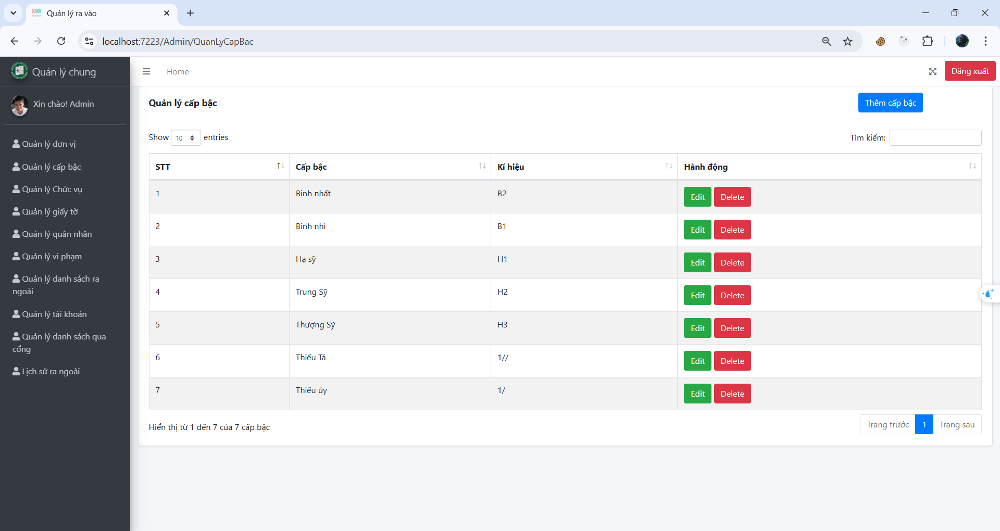 Quản lý ra vào
localhost:7223/Admin/QuanLyCapBac
Quản lý chung
Home
Đăng xuất
Xin chào! Admin
Quản lý đơn vị
Quản lý cấp bậc
Quản lý Chức vụ
Quản lý giấy tờ
Quản lý quân nhân
Quản lý vi phạm
Quản lý danh sách ra
ngoài
Quản lý tài khoản
Quản lý danh sách qua
cổng
Lịch sử ra ngoài
Quản lý cấp bậc
Thêm cấp bậc
Show 10 entries
Tìm kiếm:
STT Cấp bậc Kí hiệu Hành động
1 Binh nhất B2 Edit Delete
2 Binh nhì B1 Edit Delete
3 Hạ sỹ H1 Edit Delete
4 Trung Sỹ H2 Edit Delete
5 Thượng Sỹ H3 Edit Delete
6 Thiếu Tá 1// Edit Delete
7 Thiếu úy 1/ Edit Delete
Hiển thị từ 1 đến 7 của 7 cấp bậc
Trang trước 1 Trang sau